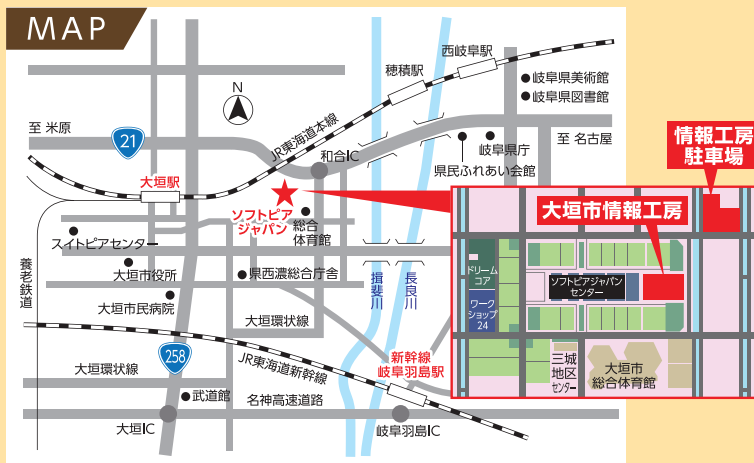 MAP
N
西岐阜駅
穂積駅
岐阜県美術館
岐阜県図書館
至 米原
21
JR東海道本線
和合IC
岐阜県庁
至 名古屋
県民ふれあい会館
大垣駅
ソフトピア
ジャパン
総合
体育館
スイトピアセンター
大垣市役所
県西濃総合庁舎
揖斐川
長良川
養老鉄道
大垣市民病院
大垣環状線
258
JR東海道新幹線
新幹線
岐阜羽島駅
大垣環状線
武道館
名神高速道路
大垣IC
岐阜羽島IC
情報工房
駐車場
大垣市情報工房
ドリーム
コア
ソフトピアジャパン
センター
ワーク
ショップ
24
三城
地区
センター
大垣市
総合体育館